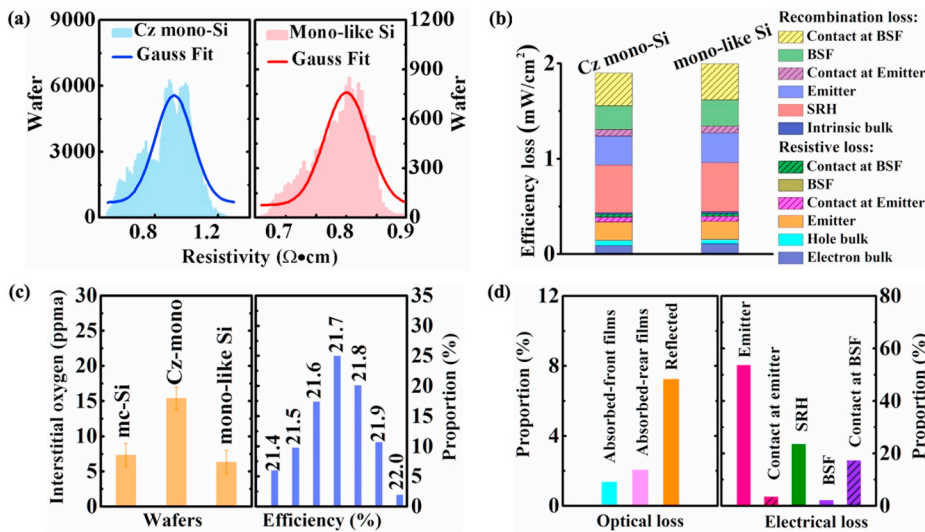 (a)
Cz mono-Si
Gauss Fit
Mono-like Si
Gauss Fit
Wafer
9000
6000
3000
0
0.8
1.2
1200
900
600
300
0
Wafer
0.8
0.9
Resistivity (Ω•cm)
(b)
Efficiency loss (mW/cm²)
2
1
0
Cz mono-Si
mono-like Si
Recombination loss:
Contact at BSF
BSF
Contact at Emitter
Emitter
SRH
Intrinsic bulk
Resistive loss:
Contact at BSF
BSF
Contact at Emitter
Emitter
Hole bulk
Electron bulk
(c)
Interstitial oxygen (ppma)
30
25
20
15
10
5
0
mc-Si
Cz-mono
mono-like Si
Wafers
21.4
21.5
21.6
21.7
21.8
21.9
22.0
Efficiency (%)
35
30
25
20
15
10
5
0
Proportion (%)
(d)
Proportion (%)
12
8
4
0
Absorbed-front films
Absorbed-rear films
Reflected
Optical loss
Emitter
Contact at emitter
SRH
BSF
Contact at BSF
Electrical loss
80
60
40
20
0
Proportion (%)